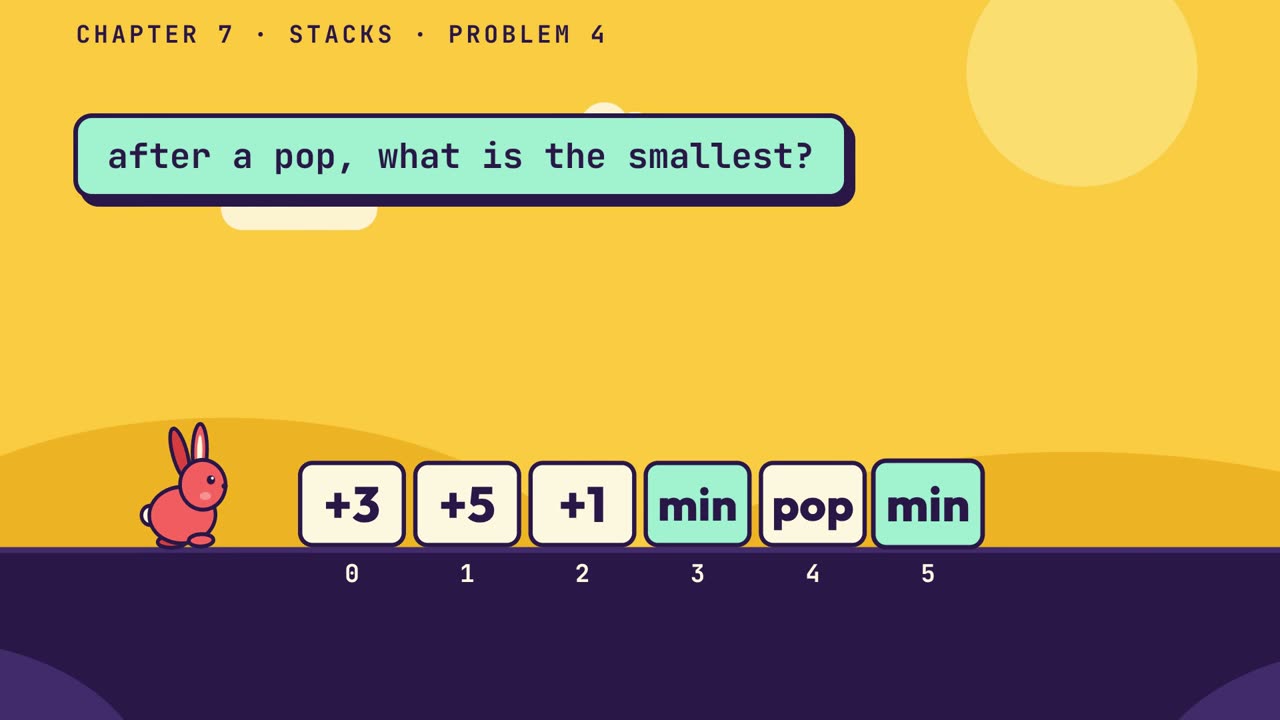 CHAPTER 7 · STACKS · PROBLEM 4
after a pop, what is the smallest?
+3 +5 +1 min pop min
0 1 2 3 4 5